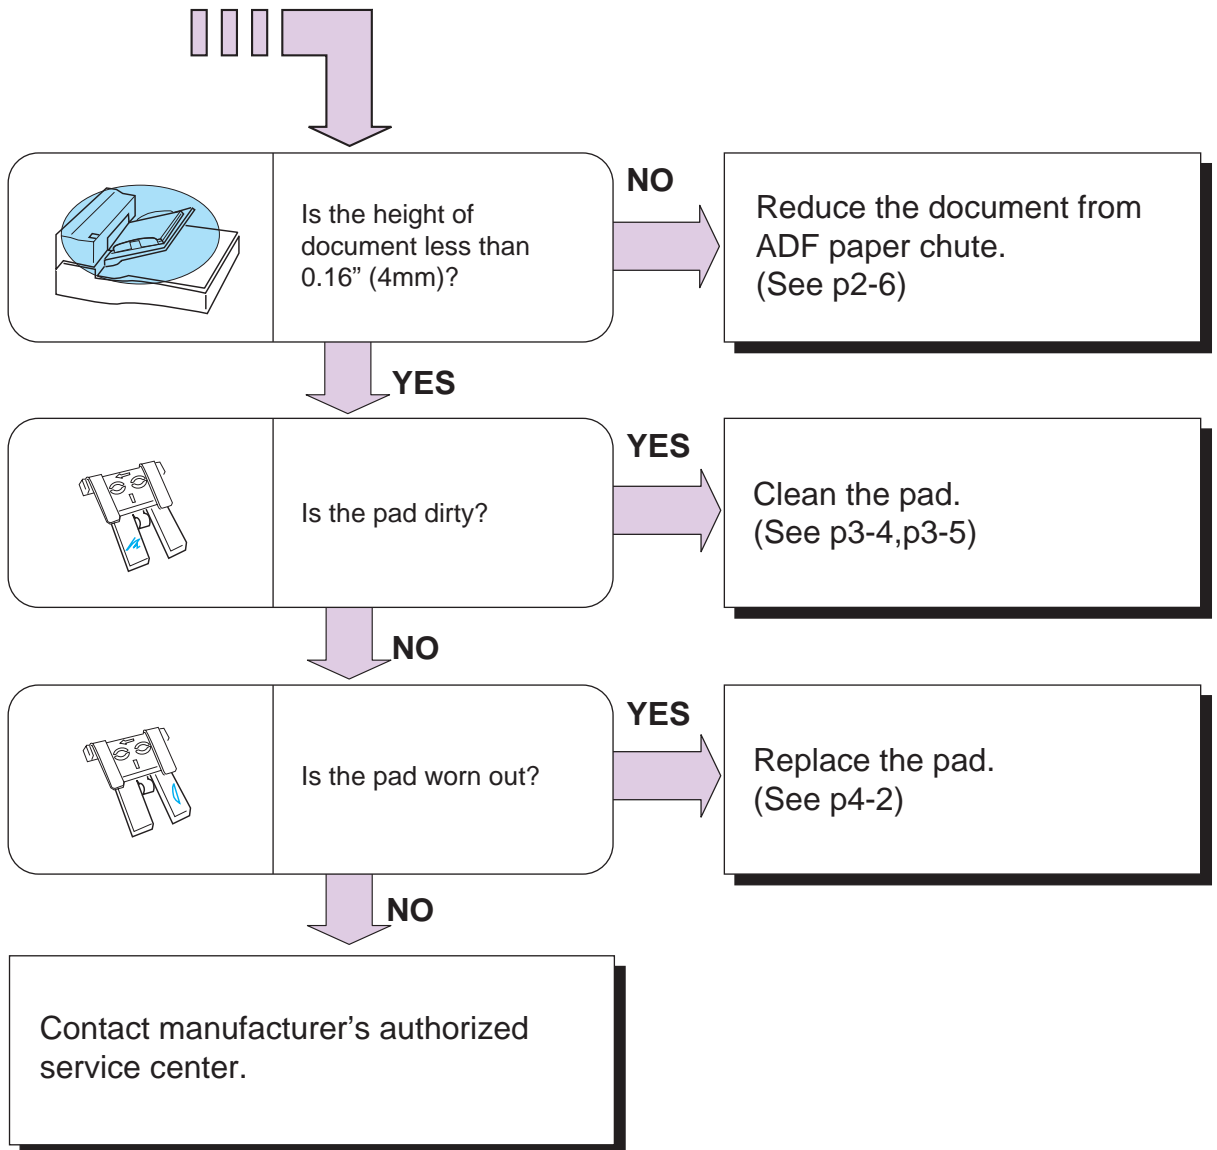 Is the height of
document less than
0.16” (4mm)?
NO
Reduce the document from
ADF paper chute.
(See p2-6)
YES
Is the pad dirty?
YES
Clean the pad.
(See p3-4,p3-5)
NO
Is the pad worn out?
YES
Replace the pad.
(See p4-2)
NO
Contact manufacturer’s authorized
service center.